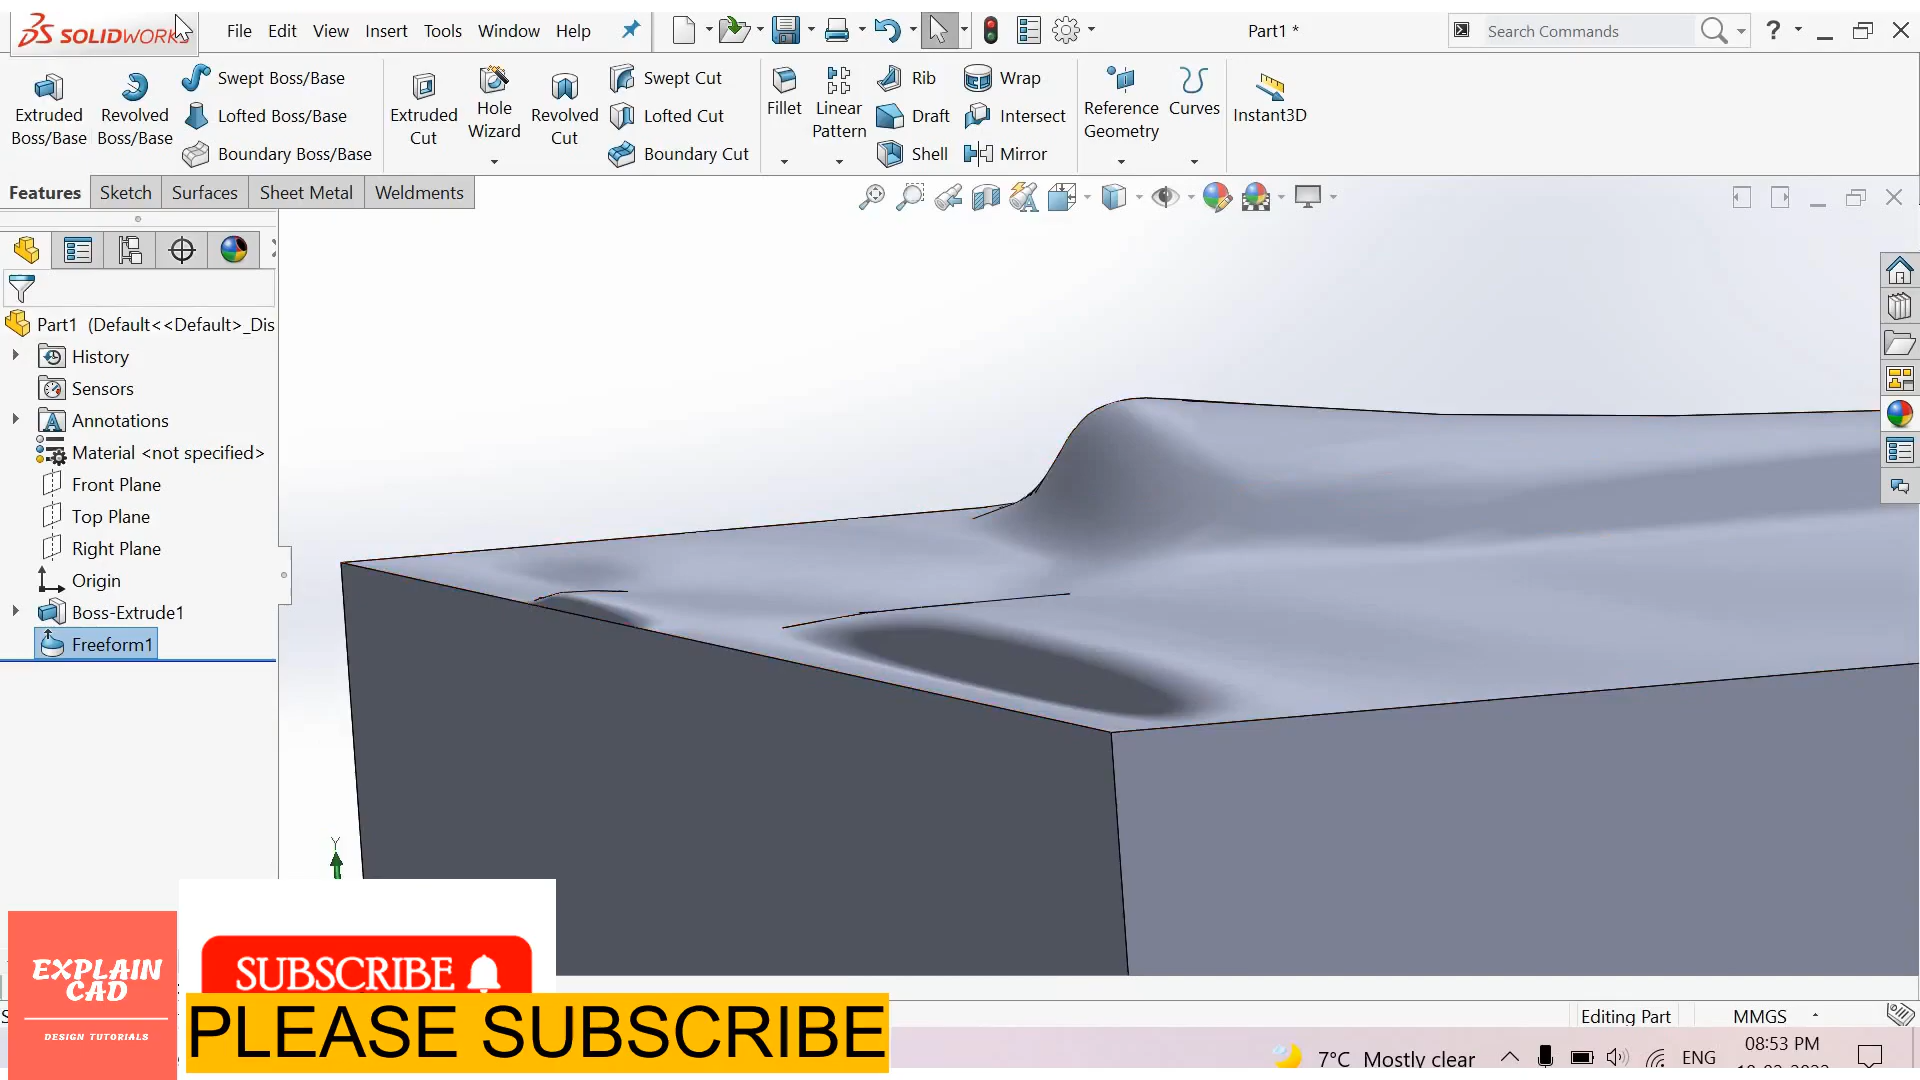 SOLIDWORKS File Edit View Insert Tools Window Help Part1 * Search Commands ?
Extruded Boss/Base
Revolved Boss/Base
Swept Boss/Base
Lofted Boss/Base
Boundary Boss/Base
Extruded Cut
Hole Wizard
Revolved Cut
Swept Cut
Lofted Cut
Boundary Cut
Fillet
Linear Pattern
Rib
Draft
Shell
Wrap
Intersect
Mirror
Reference Geometry
Curves
Instant3D
Features Sketch Surfaces Sheet Metal Weldments
Part1 (Default<<Default>_Dis
History
Sensors
Annotations
Material <not specified>
Front Plane
Top Plane
Right Plane
Origin
Boss-Extrude1
Freeform1
Y
EXPLAIN
CAD
DESIGN TUTORIALS
SUBSCRIBE
PLEASE SUBSCRIBE
Editing Part MMGS
7°C Mostly clear ENG 08:53 PM